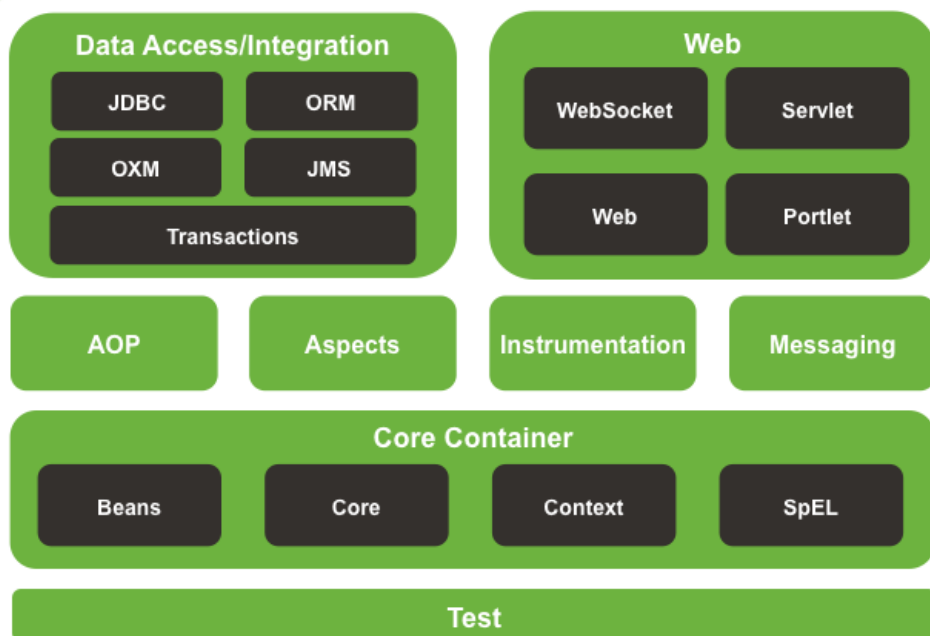 Data Access/Integration
JDBC
ORM
OXM
JMS
Transactions
Web
WebSocket
Servlet
Web
Portlet
AOP
Aspects
Instrumentation
Messaging
Core Container
Beans
Core
Context
SpEL
Test